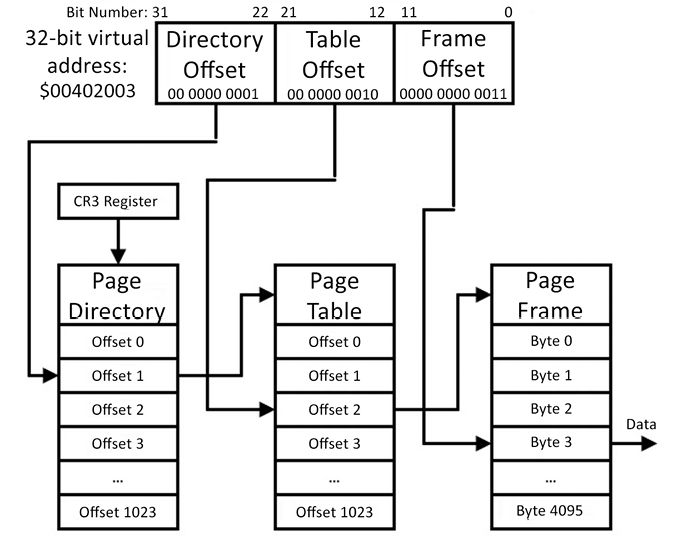 Bit Number: 31 22 21 12 11 0
32-bit virtual address: $00402003
Directory Offset
00 0000 0001
Table Offset
00 0000 0010
Frame Offset
0000 0000 0011
CR3 Register
Page Directory
Offset 0
Offset 1
Offset 2
Offset 3
...
Offset 1023
Page Table
Offset 0
Offset 1
Offset 2
Offset 3
...
Offset 1023
Page Frame
Byte 0
Byte 1
Byte 2
Byte 3
...
Byte 4095
Data